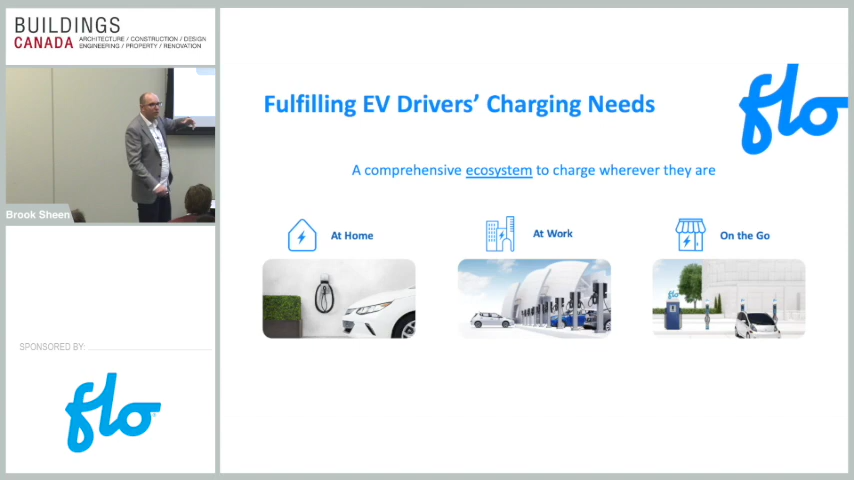 BUILDINGS
CANADA ARCHITECTURE / CONSTRUCTION / DESIGN
ENGINEERING / PROPERTY / RENOVATION
Brook Sheen
SPONSORED BY:
flo
Fulfilling EV Drivers' Charging Needs
flo
A comprehensive ecosystem to charge wherever they are
At Home
At Work
On the Go
flo